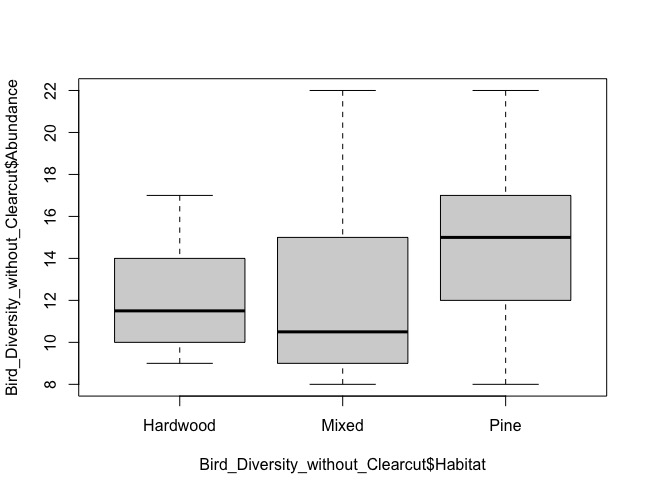 Bird_Diversity_without_Clearcut$Abundance
22
20
18
16
14
12
10
8
Hardwood Mixed Pine
Bird_Diversity_without_Clearcut$Habitat